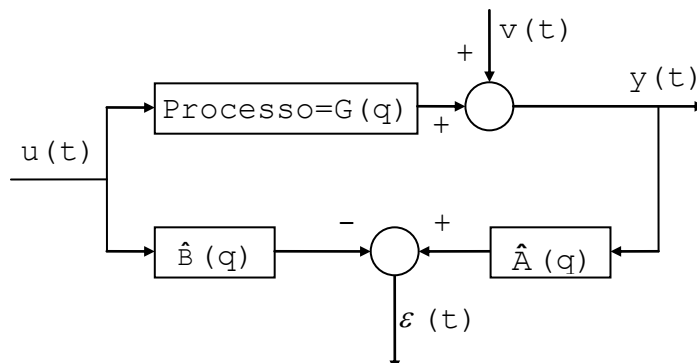 v(t)
+
y(t)
Processo=G(q)
+
u(t)
-
+
B̂(q)
Â(q)
ε(t)